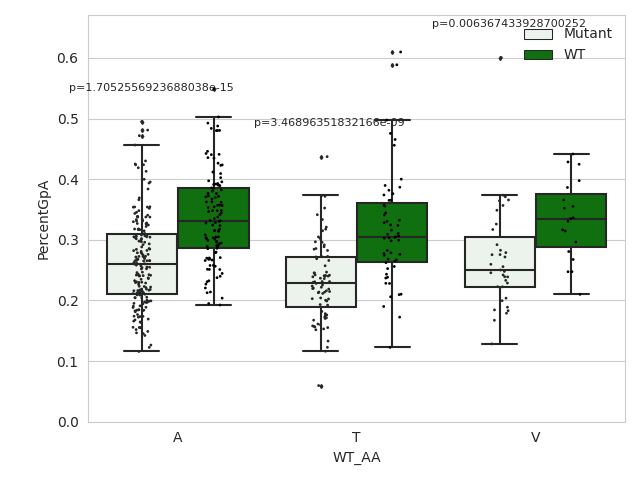 p=0.006367433928700252
Mutant
WT
p=1.7052556923688038e-15
p=3.46896351832166e-09
0.6
0.5
0.4
0.3
0.2
0.1
0.0
PercentGpA
A
T
V
WT_AA